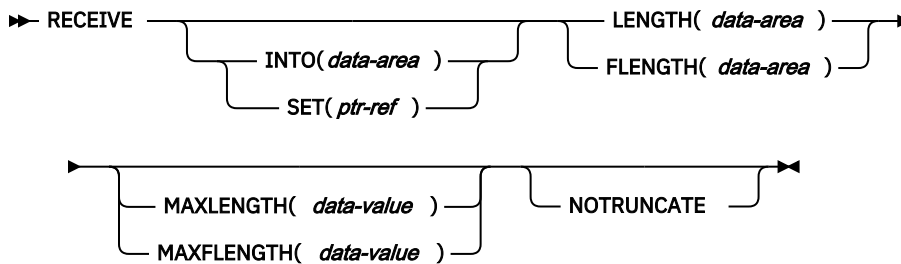 RECEIVE LENGTH( data-area )
INTO( data-area ) FLENGTH( data-area )
SET( ptr-ref )
MAXLENGTH( data-value ) NOTRUNCATE
MAXFLENGTH( data-value )